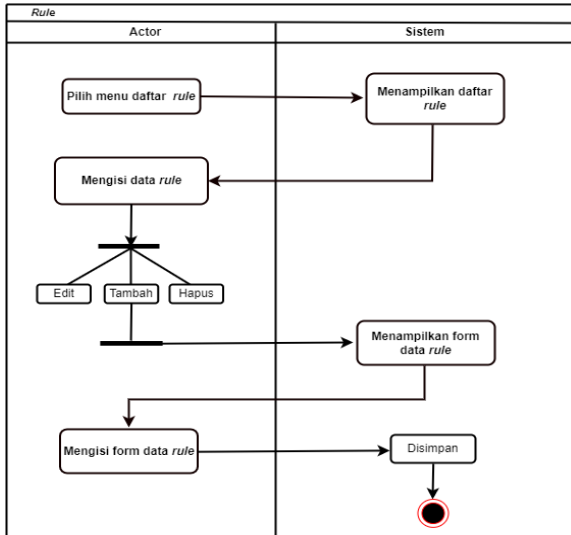 Rule
Actor
Sistem
Pilih menu daftar rule
Menampilkan daftar
rule
Mengisi data rule
Edit
Tambah
Hapus
Menampilkan form
data rule
Mengisi form data rule
Disimpan